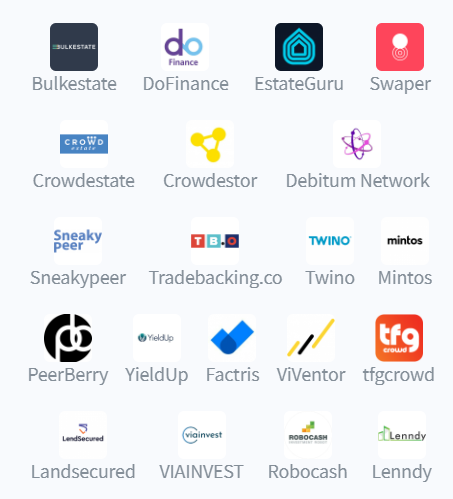 BULKESTATE
do
Finance
Bulkestate DoFinance EstateGuru Swaper
CROWD
estate
Crowdestate Crowdestor Debitum Network
Sneaky
peer
TB.O
TWINO
mintos
Sneakypeer Tradebacking.co Twino Mintos
YieldUp
tfg
crowd
PeerBerry YieldUp Factris ViVentor tfgcrowd
LandSecured
viainvest
ROBOCASH
Lenndy
Landsecured VIAINVEST Robocash Lenndy